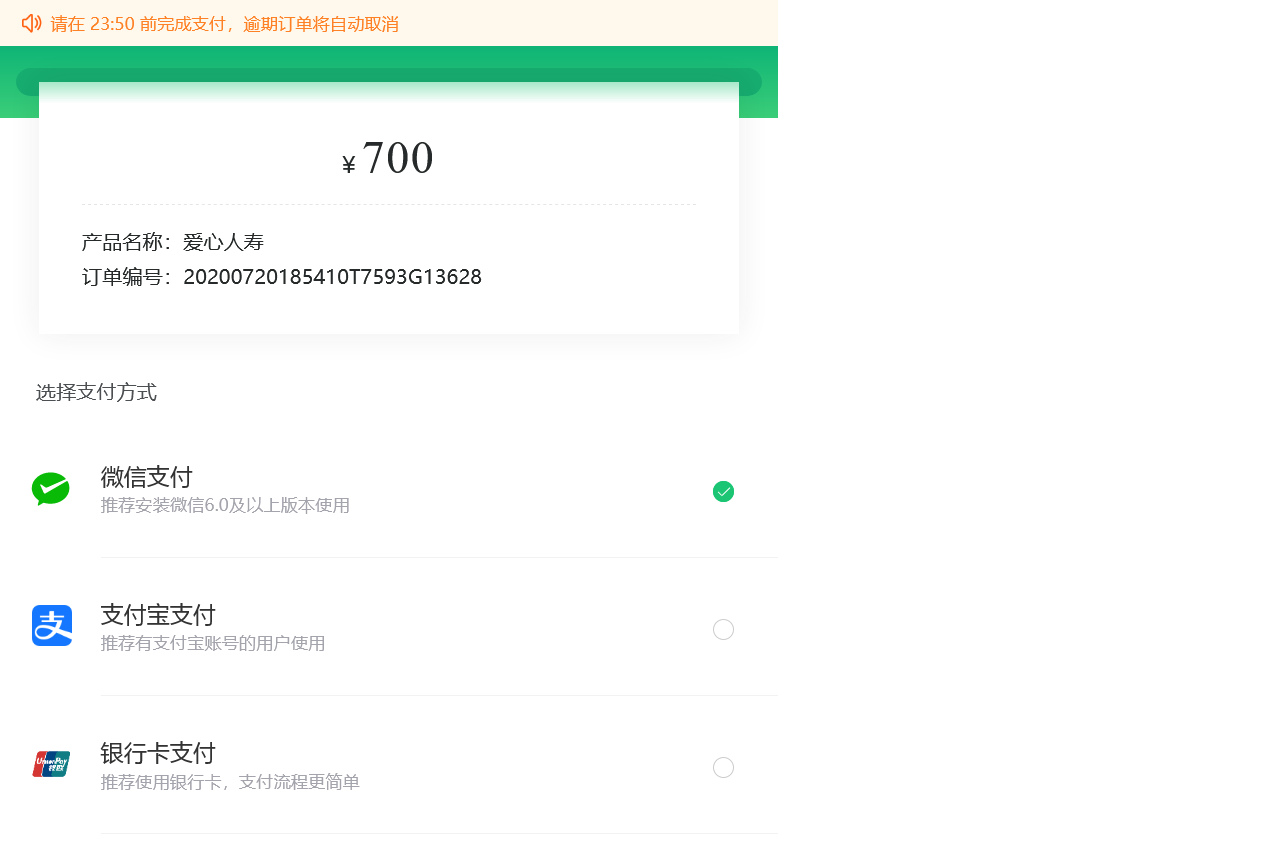 请在 23:50 前完成支付，逾期订单将自动取消
¥ 700
产品名称：爱心人寿
订单编号：20200720185410T7593G13628
选择支付方式
微信支付
推荐安装微信6.0及以上版本使用
支付宝支付
推荐有支付宝账号的用户使用
银行卡支付
UnionPay
银联
推荐使用银行卡，支付流程更简单